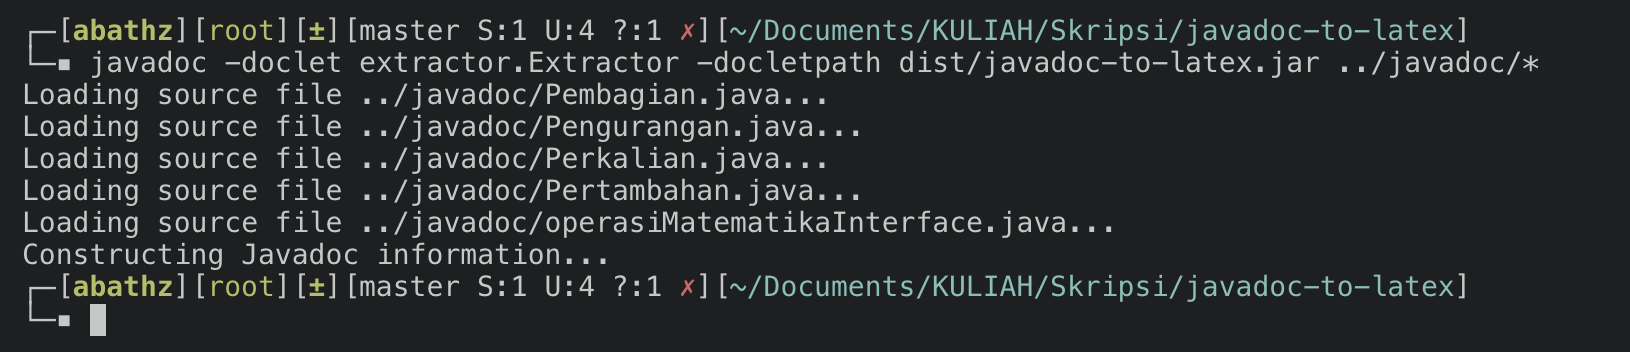 ┌─[abathz][root][±][master S:1 U:4 ?:1 ✗][~/Documents/KULIAH/Skripsi/javadoc-to-latex]
└─▪ javadoc -doclet extractor.Extractor -docletpath dist/javadoc-to-latex.jar ../javadoc/*
Loading source file ../javadoc/Pembagian.java...
Loading source file ../javadoc/Pengurangan.java...
Loading source file ../javadoc/Perkalian.java...
Loading source file ../javadoc/Pertambahan.java...
Loading source file ../javadoc/operasiMatematikaInterface.java...
Constructing Javadoc information...
┌─[abathz][root][±][master S:1 U:4 ?:1 ✗][~/Documents/KULIAH/Skripsi/javadoc-to-latex]
└─▪